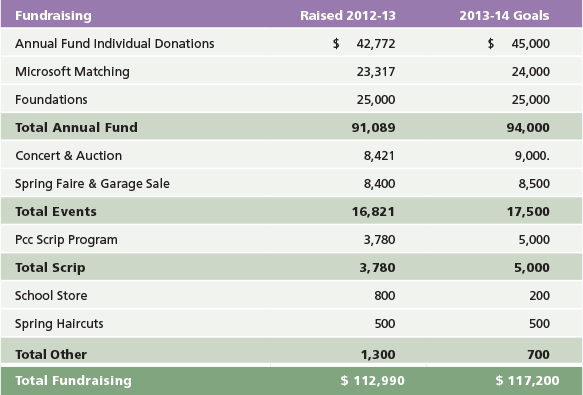 Fundraising Raised 2012-13 2013-14 Goals
Annual Fund Individual Donations $ 42,772 $ 45,000
Microsoft Matching 23,317 24,000
Foundations 25,000 25,000
Total Annual Fund 91,089 94,000
Concert & Auction 8,421 9,000.
Spring Faire & Garage Sale 8,400 8,500
Total Events 16,821 17,500
Pcc Scrip Program 3,780 5,000
Total Scrip 3,780 5,000
School Store 800 200
Spring Haircuts 500 500
Total Other 1,300 700
Total Fundraising $ 112,990 $ 117,200